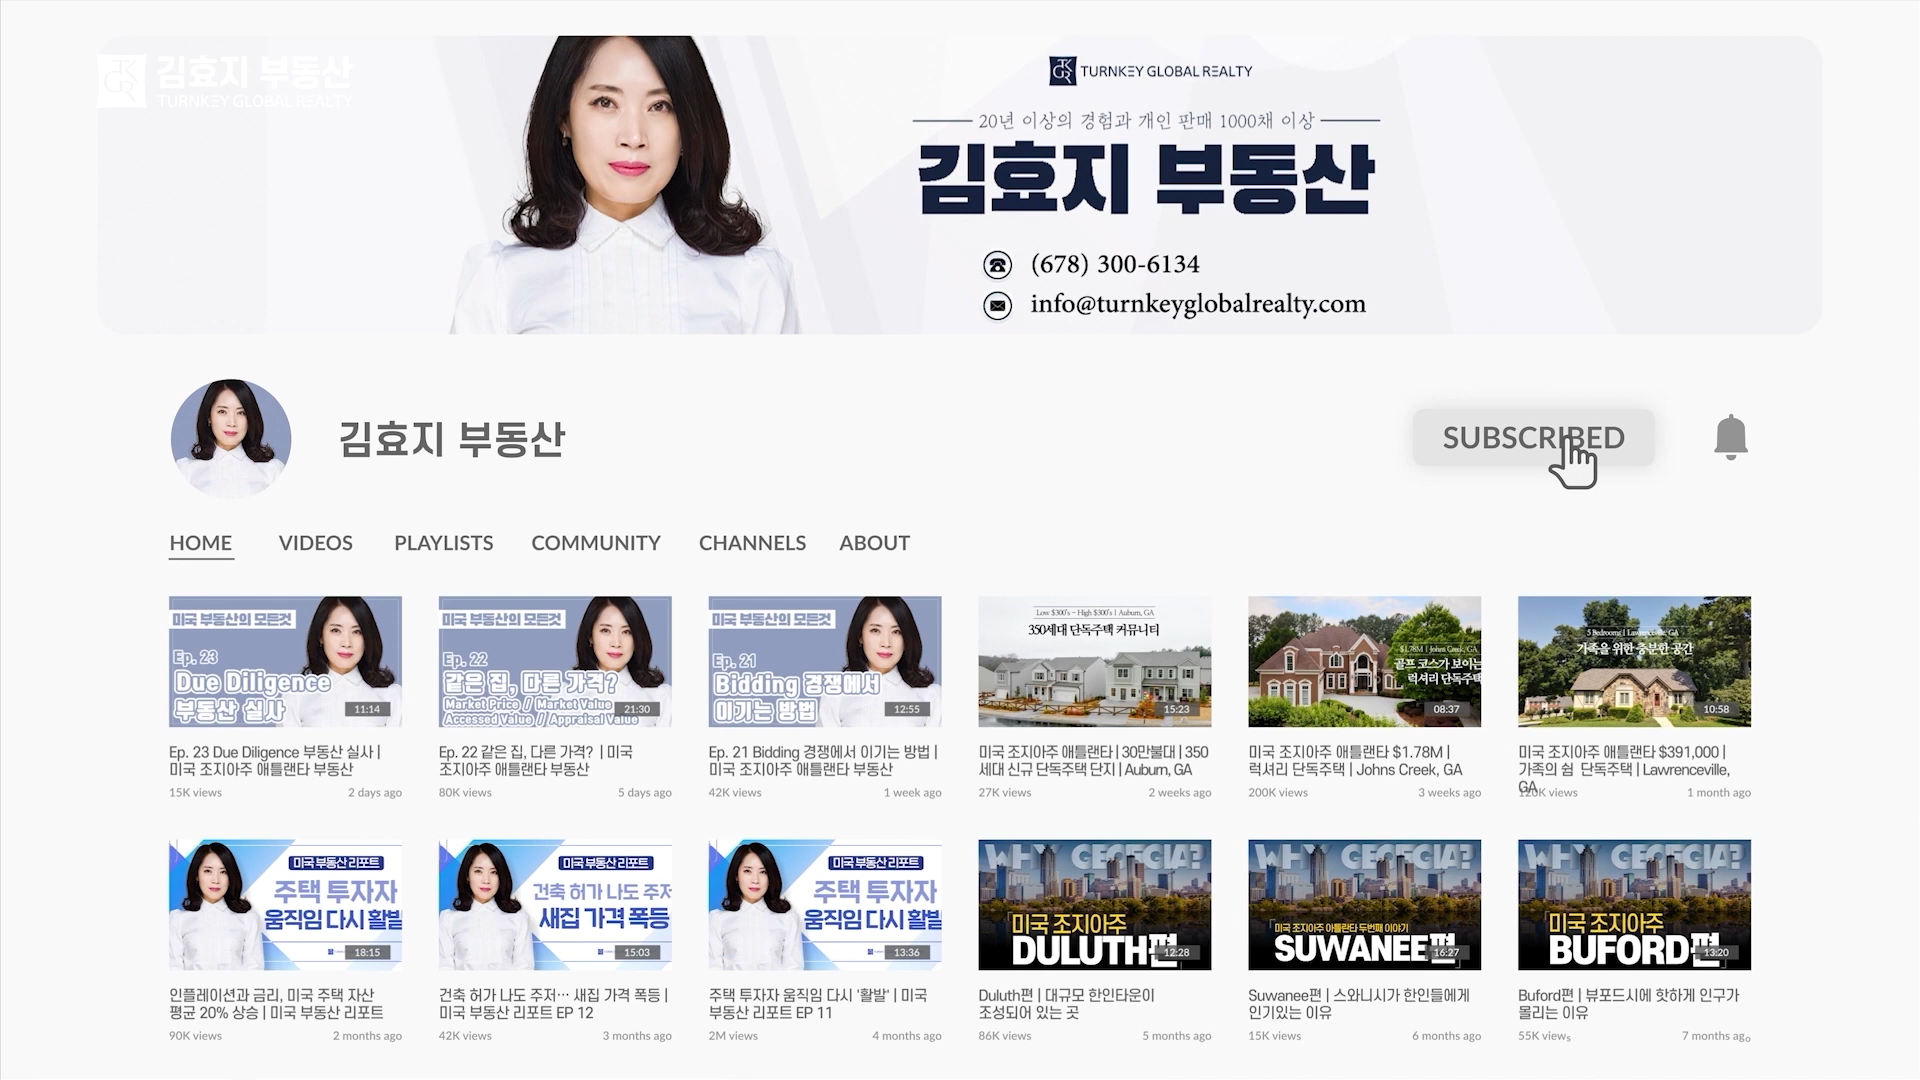 김효지 부동산
TURNKEY GLOBAL REALTY
TURNKEY GLOBAL REALTY
20년 이상의 경험과 개인 판매 1000채 이상
김효지 부동산
(678) 300-6134
info@turnkeyglobalrealty.com
김효지 부동산
SUBSCRIBED
HOME VIDEOS PLAYLISTS COMMUNITY CHANNELS ABOUT
미국 부동산의 모든것
Ep. 23
Due Diligence
부동산 실사
11:14
Ep. 23 Due Diligence 부동산 실사 |
미국 조지아주 애틀랜타 부동산
15K views 2 days ago
미국 부동산의 모든것
Ep. 22
같은 집, 다른 가격?
Market Price / Market Value
Accessed Value / Appraisal Value
21:30
Ep. 22 같은 집, 다른 가격? | 미국
조지아주 애틀랜타 부동산
80K views 5 days ago
미국 부동산의 모든것
Ep. 21
Bidding 경쟁에서
이기는 방법
12:55
Ep. 21 Bidding 경쟁에서 이기는 방법 |
미국 조지아주 애틀랜타 부동산
42K views 1 week ago
Low $300's - High $300's | Auburn, GA
350세대 단독주택 커뮤니티
15:23
미국 조지아주 애틀랜타 | 30만불대 | 350
세대 신규 단독주택 단지 | Auburn, GA
27K views 2 weeks ago
$1.78M | Johns Creek, GA
골프 코스가 보이는
럭셔리 단독주택
08:37
미국 조지아주 애틀랜타 $1.78M |
럭셔리 단독주택 | Johns Creek, GA
200K views 3 weeks ago
5 Bedrooms | Lawrenceville, GA
가족을 위한 충분한 공간
10:58
미국 조지아주 애틀랜타 $391,000 |
가족의 쉼 단독주택 | Lawrenceville,
GA
120K views 1 month ago
미국 부동산 리포트
주택 투자자
움직임 다시 활발
18:15
인플레이션과 금리, 미국 주택 자산
평균 20% 상승 | 미국 부동산 리포트
90K views 2 months ago
미국 부동산 리포트
건축 허가 나도 주저
새집 가격 폭등
15:03
건축 허가 나도 주저… 새집 가격 폭등 |
미국 부동산 리포트 EP 12
42K views 3 months ago
미국 부동산 리포트
주택 투자자
움직임 다시 활발
13:36
주택 투자자 움직임 다시 '활발' | 미국
부동산 리포트 EP 11
2M views 4 months ago
WHY GEORGIA?
미국 조지아주
DULUTH편
12:28
Duluth편 | 대규모 한인타운이
조성되어 있는 곳
86K views 5 months ago
WHY GEORGIA?
미국 조지아주 아틀란타 두번째 이야기
SUWANEE편
16:27
Suwanee편 | 스와니시가 한인들에게
인기있는 이유
15K views 6 months ago
WHY GEORGIA?
미국 조지아주
BUFORD편
13:20
Buford편 | 뷰포드시에 핫하게 인구가
몰리는 이유
55K views 7 months ago